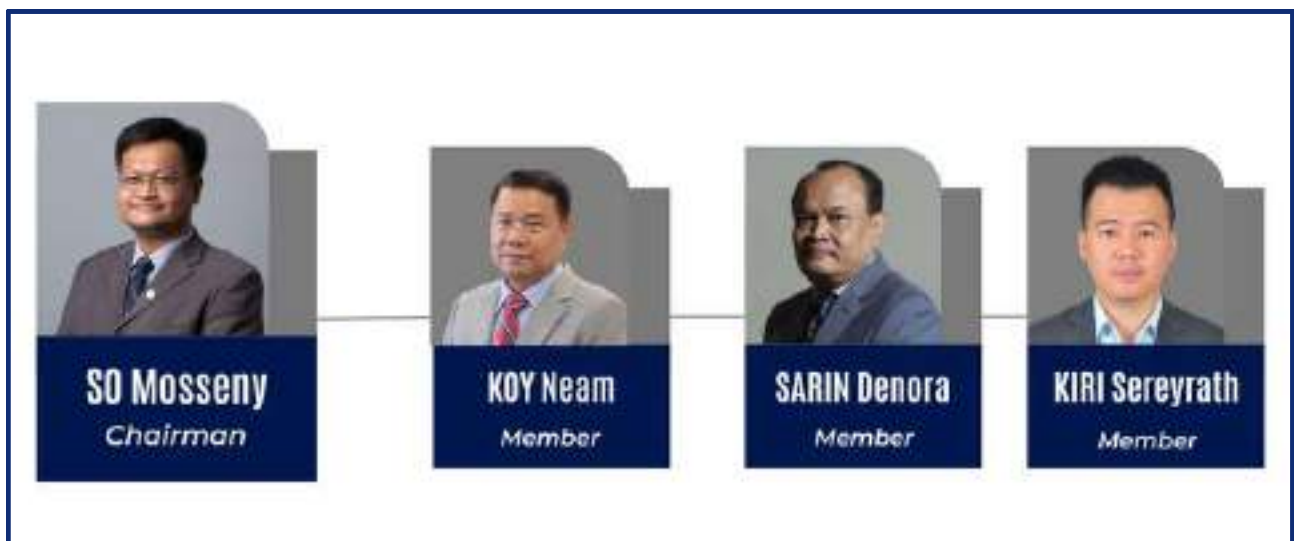 SO Mosseny
Chairman
KOY Neam
Member
SARIN Denora
Member
KIRI Sereyrath
Member